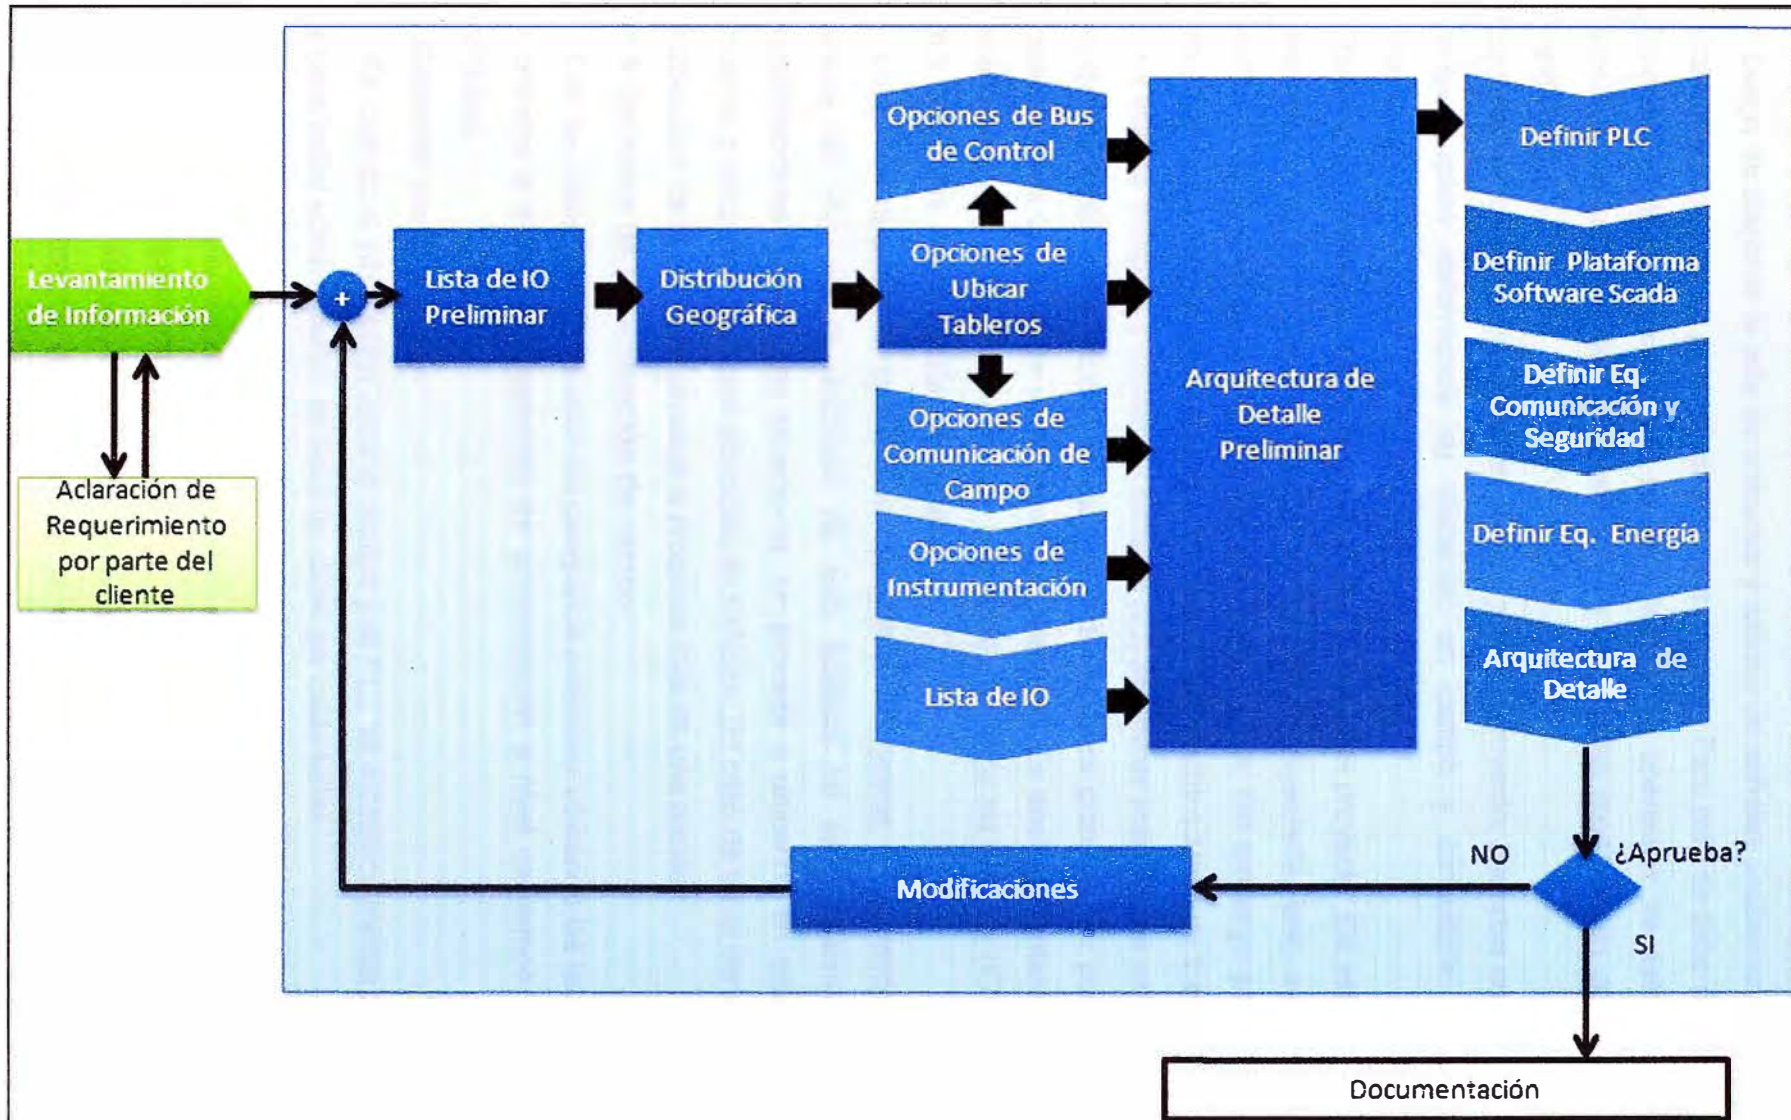 Levantamiento
de Información
Aclaración de
Requerimiento
por parte del
cliente
+
Lista de IO
Preliminar
Distribución
Geográfica
Opciones de Bus
de Control
Opciones de
Ubicar
Tableros
Opciones de
Comunicación de
Campo
Opciones de
Instrumentación
Lista de IO
Arquitectura de
Detalle
Preliminar
Definir PLC
Definir Plataforma
Software Scada
Definir Eq.
Comunicación y
Seguridad
Definir Eq. Energía
Arquitectura de
Detalle
¿Aprueba?
NO
SI
Modificaciones
Documentación